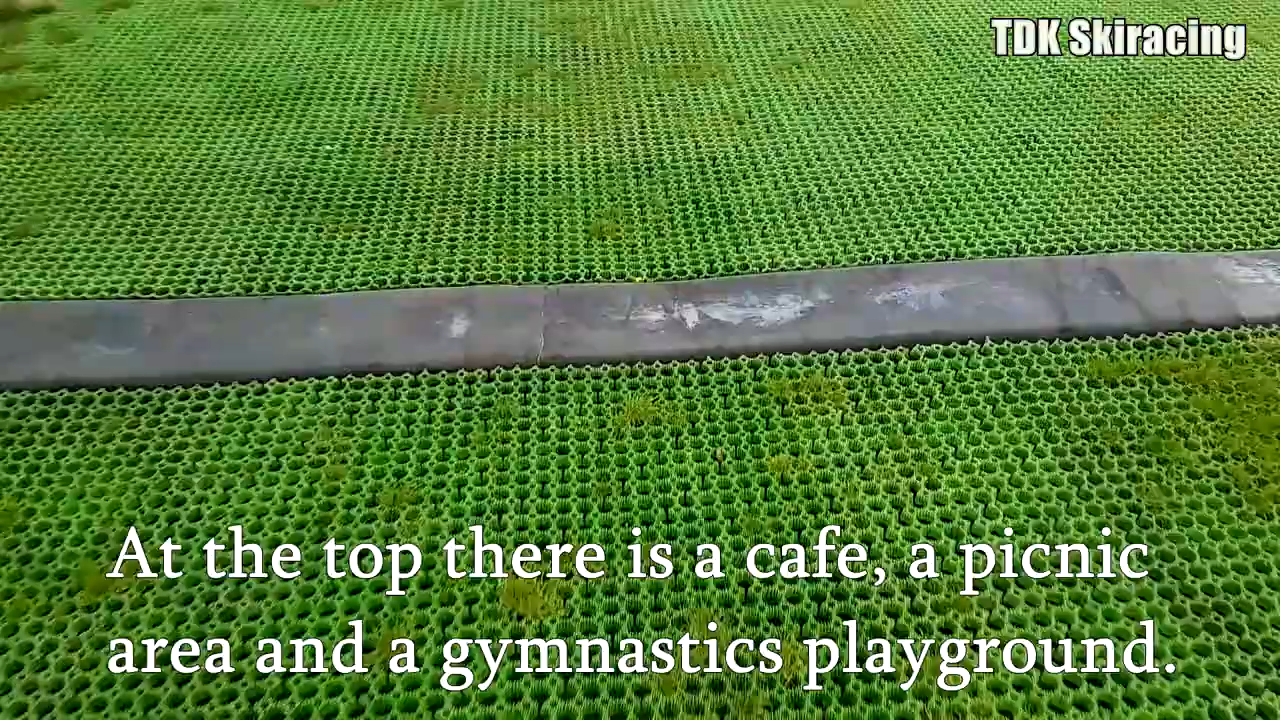 TDK Skiracing
At the top there is a cafe, a picnic
area and a gymnastics playground.